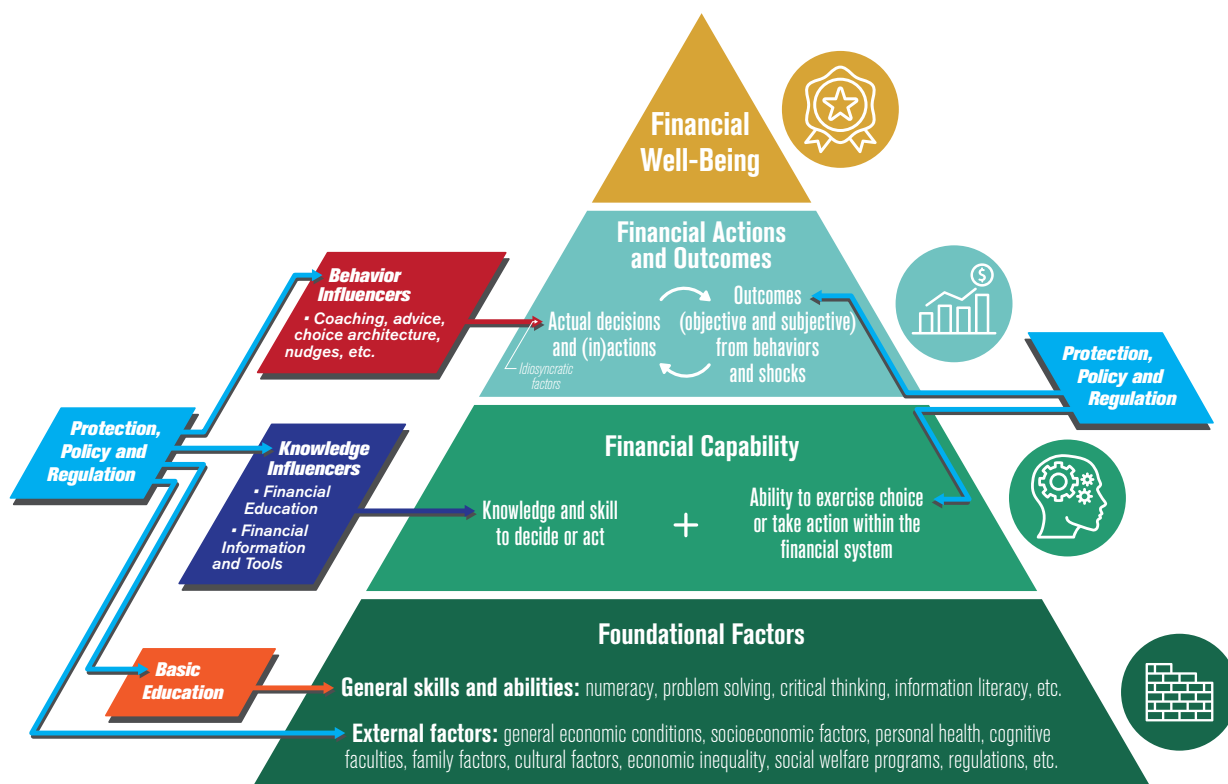 Financial
Well-Being
Financial Actions
and Outcomes
Behavior
Influencers
• Coaching, advice,
choice architecture,
nudges, etc.
Actual decisions
and (in)actions
Idiosyncratic
factors
Outcomes
(objective and subjective)
from behaviors
and shocks
$
Protection,
Policy and
Regulation
Protection,
Policy and
Regulation
Knowledge
Influencers
• Financial
Education
• Financial
Information
and Tools
Financial Capability
Knowledge and skill
to decide or act
+
Ability to exercise choice
or take action within the
financial system
Foundational Factors
Basic
Education
General skills and abilities: numeracy, problem solving, critical thinking, information literacy, etc.
External factors: general economic conditions, socioeconomic factors, personal health, cognitive
faculties, family factors, cultural factors, economic inequality, social welfare programs, regulations, etc.